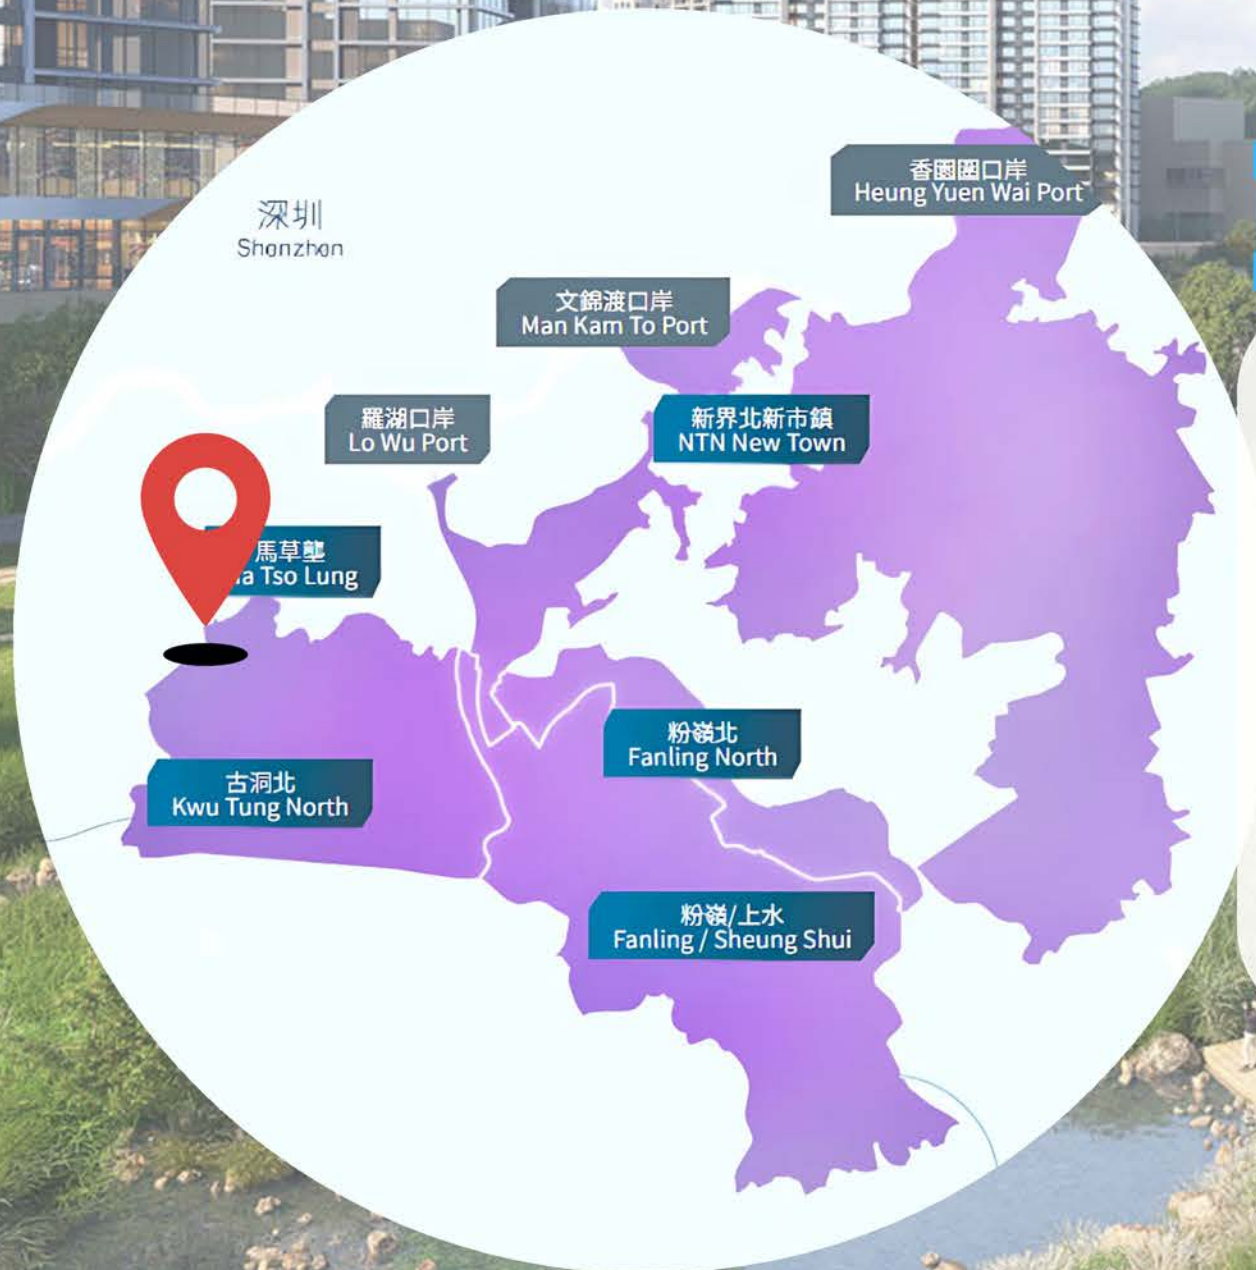 香園圍口岸
Heung Yuen Wai Port
深圳
Shenzhen
文錦渡口岸
Man Kam To Port
羅湖口岸
Lo Wu Port
新界北新市鎮
NTN New Town
馬草壟
a Tso Lung
粉嶺北
Fanling North
古洞北
Kwu Tung North
粉嶺/上水
Fanling / Sheung Shui